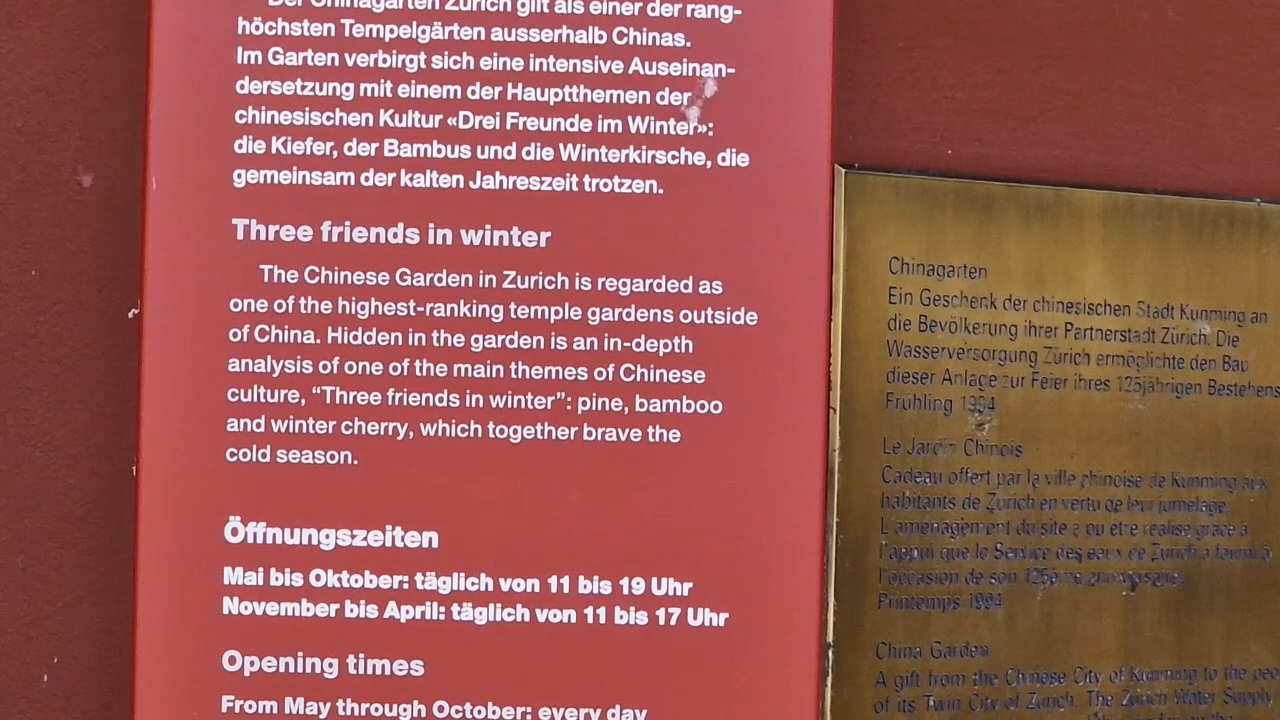 Der Chinagarten Zürich gilt als einer der rang-
höchsten Tempelgärten ausserhalb Chinas.
Im Garten verbirgt sich eine intensive Auseinan-
dersetzung mit einem der Hauptthemen der
chinesischen Kultur «Drei Freunde im Winter»:
die Kiefer, der Bambus und die Winterkirsche, die
gemeinsam der kalten Jahreszeit trotzen.
Three friends in winter
The Chinese Garden in Zurich is regarded as
one of the highest-ranking temple gardens outside
of China. Hidden in the garden is an in-depth
analysis of one of the main themes of Chinese
culture, “Three friends in winter”: pine, bamboo
and winter cherry, which together brave the
cold season.
Öffnungszeiten
Mai bis Oktober: täglich von 11 bis 19 Uhr
November bis April: täglich von 11 bis 17 Uhr
Opening times
From May through October: every day
Chinagarten
Ein Geschenk der chinesischen Stadt Kunming an
die Bevölkerung ihrer Partnerstadt Zürich. Die
Wasserversorgung Zürich ermöglichte den Bau
dieser Anlage zur Feier ihres 125jährigen Bestehens
Frühling 1994
Le Jardin Chinois
Cadeau offert par la ville chinoise de Kunming aux
habitants de Zurich en vertu de leur jumelage.
L'aménagement du site a pu être réalisé grâce à
l'appui que le Service des eaux de Zurich a fourni à
l'occasion de son 125ème anniversaire.
Printemps 1994
China Garden
A gift from the Chinese City of Kunming to the
of its Twin City of Zurich. The Zürich Water Supply